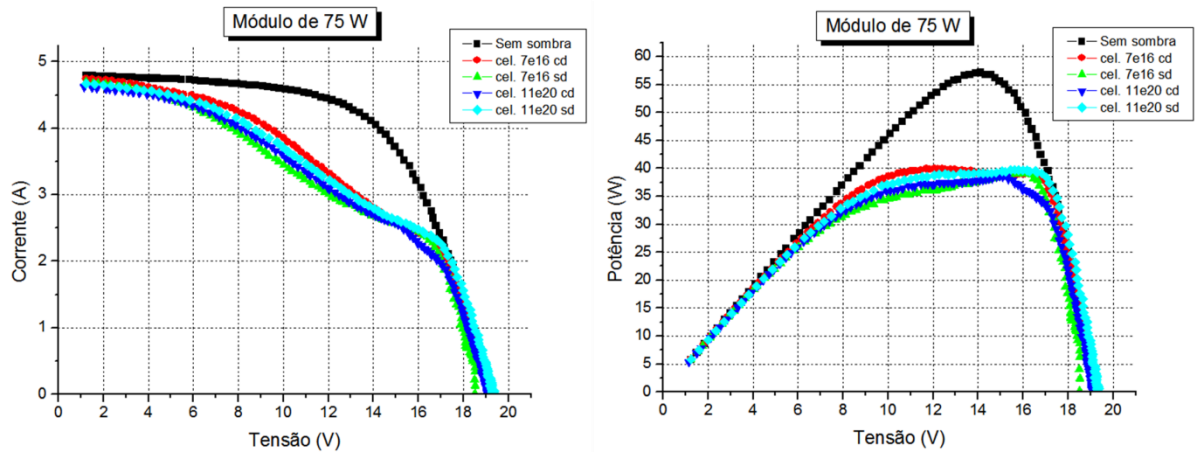 Módulo de 75 W
Sem sombra
cel. 7e16 cd
cel. 7e16 sd
cel. 11e20 cd
cel. 11e20 sd
5
4
3
2
1
0
Corrente (A)
0 2 4 6 8 10 12 14 16 18 20
Tensão (V)
Módulo de 75 W
Sem sombra
cel. 7e16 cd
cel. 7e16 sd
cel. 11e20 cd
cel. 11e20 sd
60
55
50
45
40
35
30
25
20
15
10
5
0
Potência (W)
0 2 4 6 8 10 12 14 16 18 20
Tensão (V)